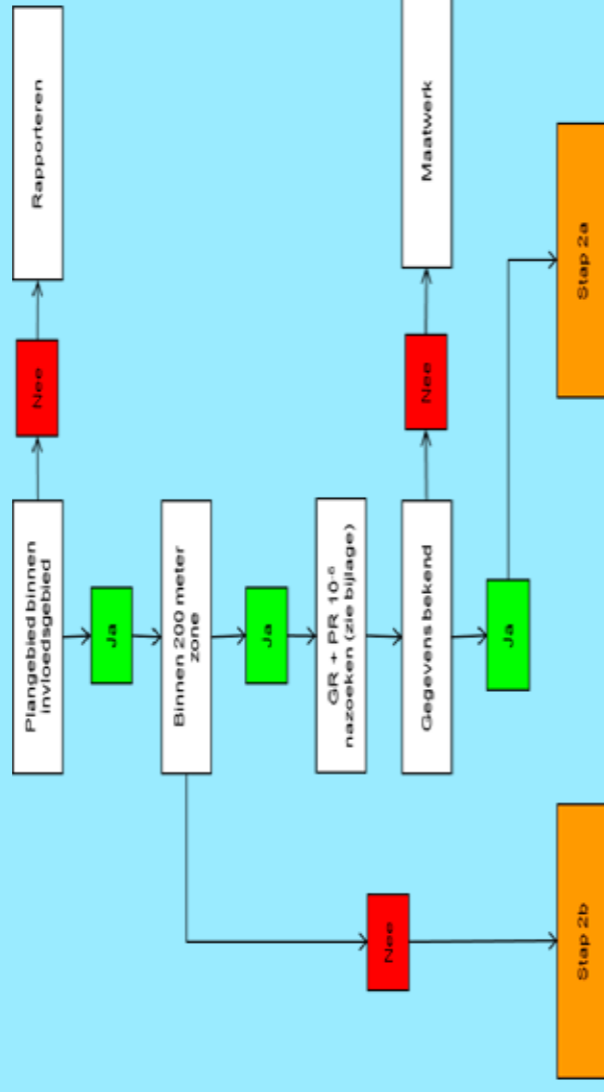 Plangebied binnen
invloedsgebied
Nee
Rapporteren
Ja
Binnen 200 meter
zone
Ja
GR + PR 10⁻⁶
nazoeken (zie bijlage)
Gegevens bekend
Nee
Maatwerk
Ja
Nee
Stap 2b
Stap 2a